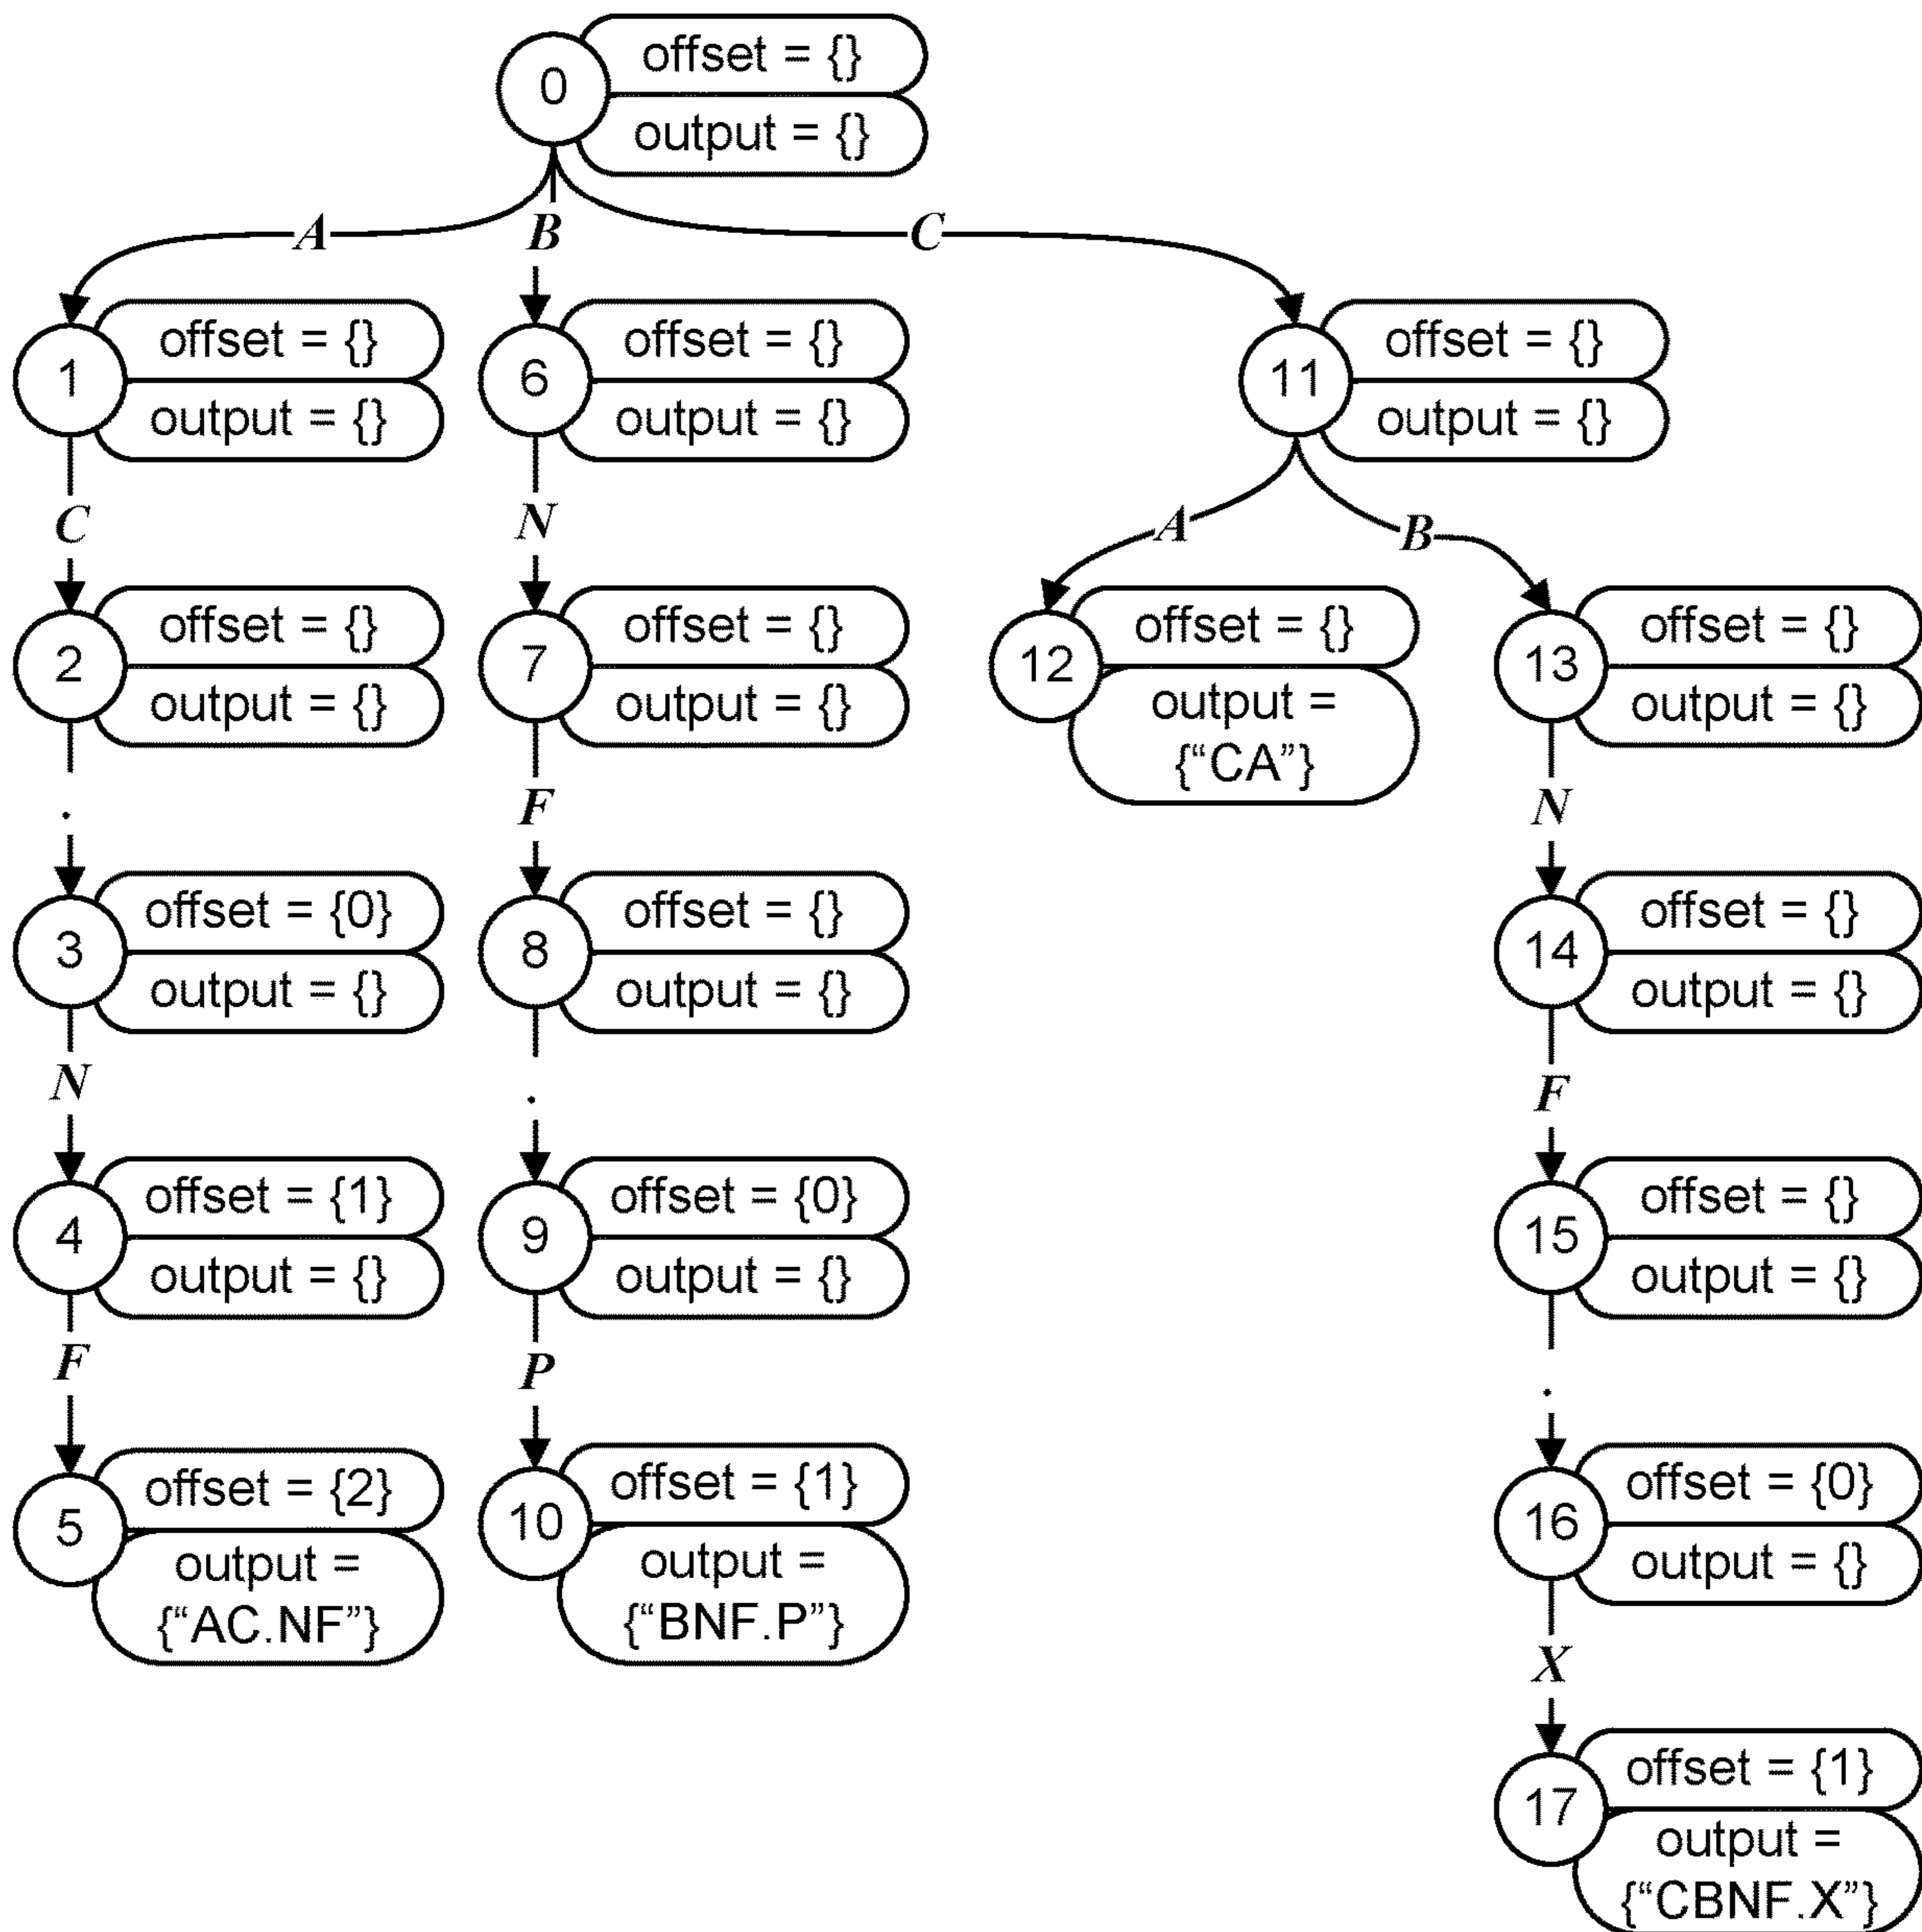 0
offset = {}
output = {}
A
B
C
1
offset = {}
output = {}
6
offset = {}
output = {}
11
offset = {}
output = {}
C
N
A
B
2
offset = {}
output = {}
7
offset = {}
output = {}
12
offset = {}
output =
{“CA”}
13
offset = {}
output = {}
.
F
N
3
offset = {0}
output = {}
8
offset = {}
output = {}
14
offset = {}
output = {}
N
.
F
4
offset = {1}
output = {}
9
offset = {0}
output = {}
15
offset = {}
output = {}
F
P
.
5
offset = {2}
output =
{“AC.NF”}
10
offset = {1}
output =
{“BNF.P”}
16
offset = {0}
output = {}
X
17
offset = {1}
output =
{“CBNF.X”}